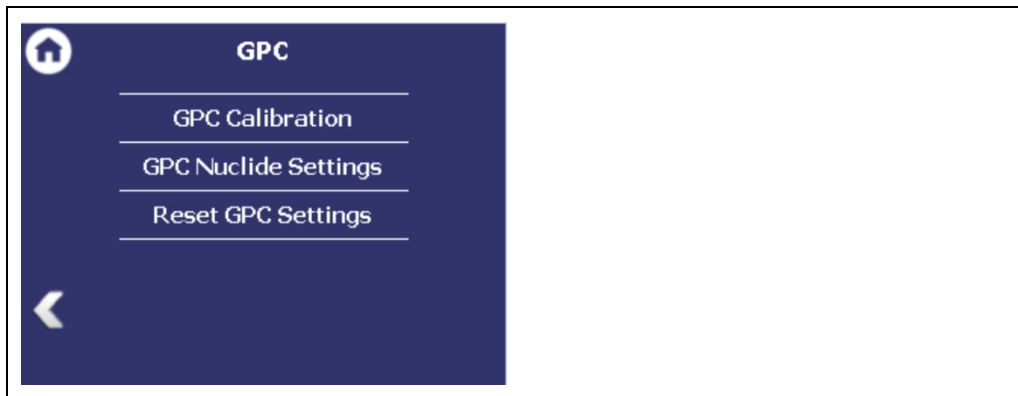 GPC
GPC Calibration
GPC Nuclide Settings
Reset GPC Settings